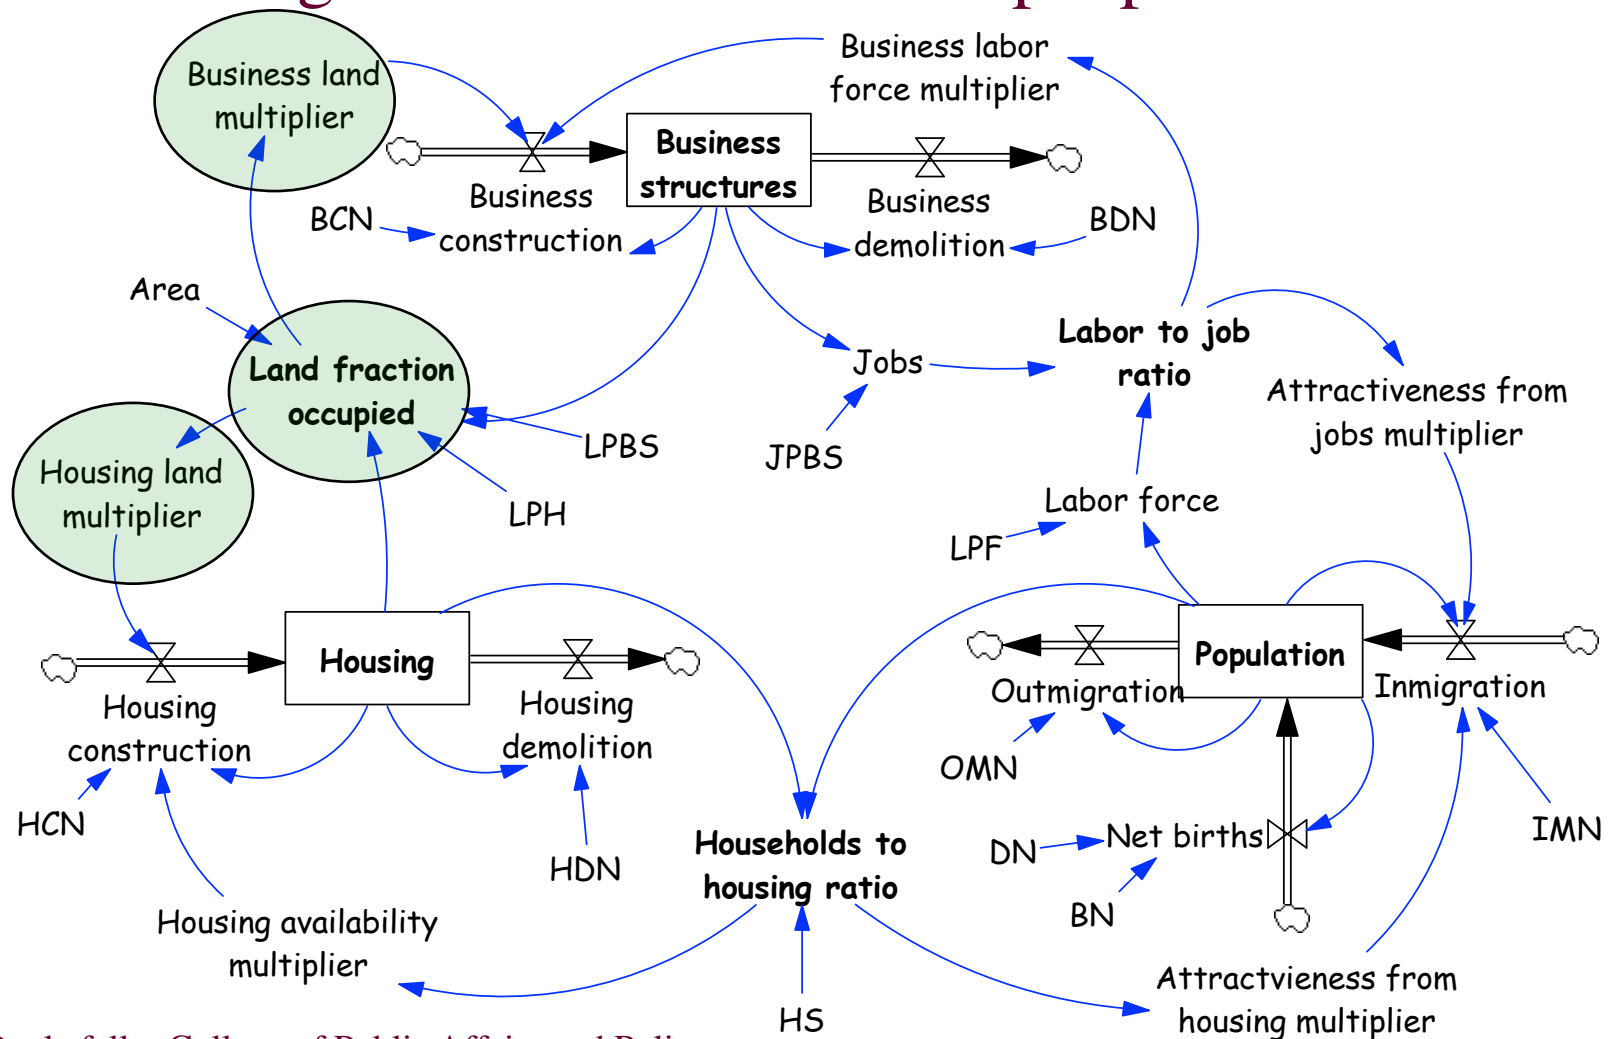 Business land
multiplier
Business labor
force multiplier
Business
structures
Business
construction
Business
demolition
BCN
BDN
Area
Land fraction
occupied
Labor to job
ratio
Jobs
Attractiveness from
jobs multiplier
LPBS
JPBS
Housing land
multiplier
LPH
Labor force
LPF
Housing
Population
Housing
construction
Housing
demolition
Outmigration
Inmigration
OMN
HCN
HDN
Households to
housing ratio
DN
Net births
IMN
BN
Housing availability
multiplier
Attractvieness from
housing multiplier
HS